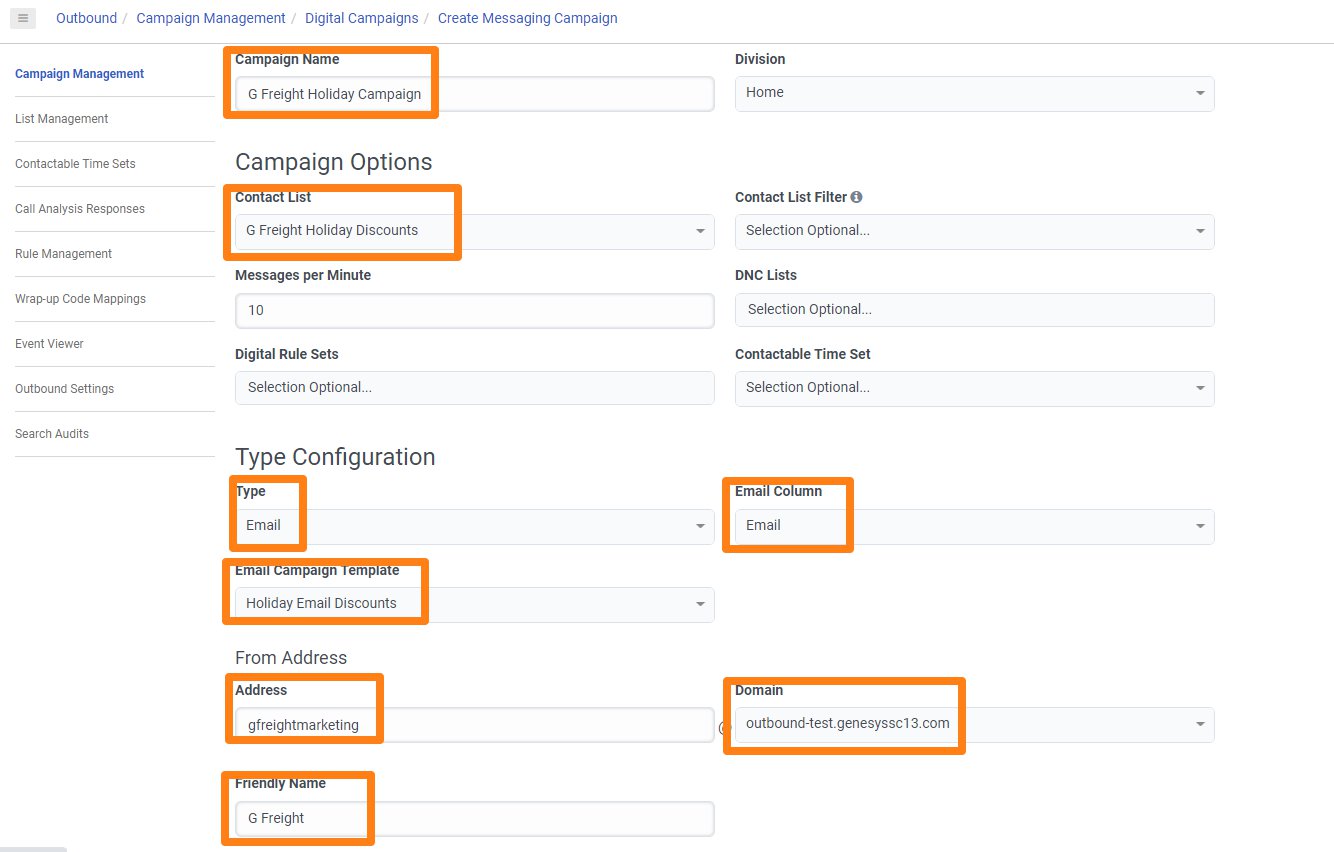 Outbound / Campaign Management / Digital Campaigns / Create Messaging Campaign
Campaign Management
List Management
Contactable Time Sets
Call Analysis Responses
Rule Management
Wrap-up Code Mappings
Event Viewer
Outbound Settings
Search Audits
Campaign Name
G Freight Holiday Campaign
Division
Home
Campaign Options
Contact List
G Freight Holiday Discounts
Contact List Filter
Selection Optional...
Messages per Minute
10
DNC Lists
Selection Optional...
Digital Rule Sets
Selection Optional...
Contactable Time Set
Selection Optional...
Type Configuration
Type
Email
Email Column
Email
Email Campaign Template
Holiday Email Discounts
From Address
Address
gfreightmarketing
@
Domain
outbound-test.genesyssc13.com
Friendly Name
G Freight